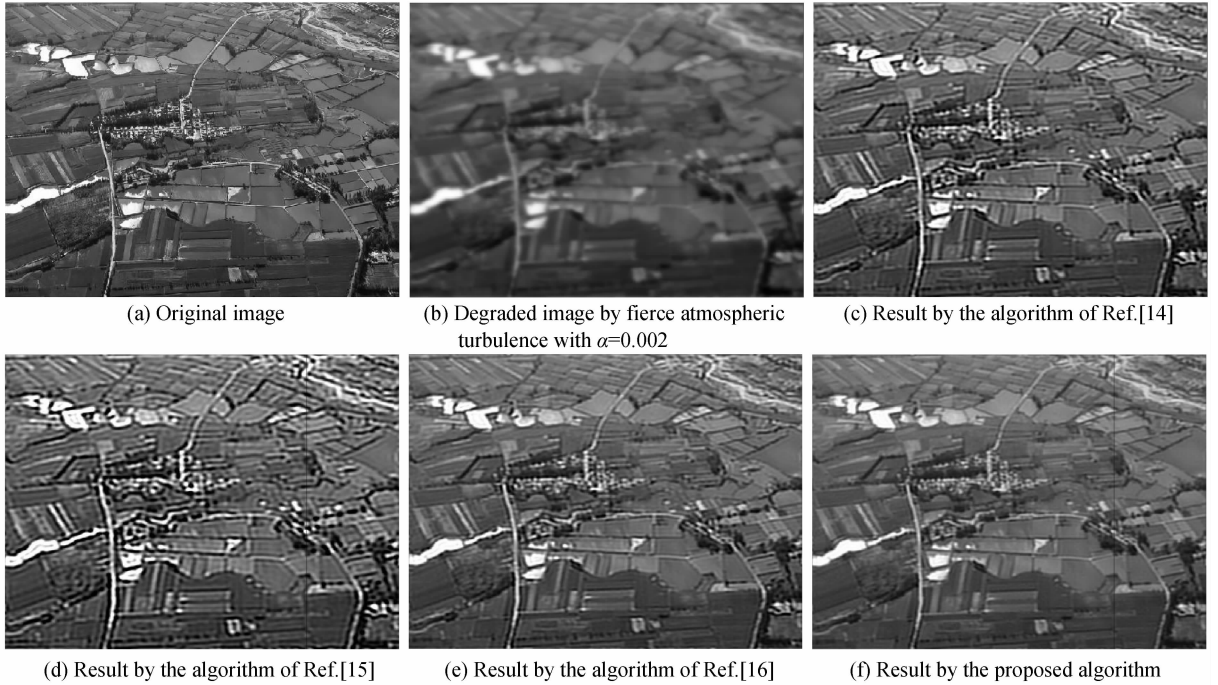 (a) Original image
(b) Degraded image by fierce atmospheric
turbulence with α=0.002
(c) Result by the algorithm of Ref.[14]
(d) Result by the algorithm of Ref.[15]
(e) Result by the algorithm of Ref.[16]
(f) Result by the proposed algorithm